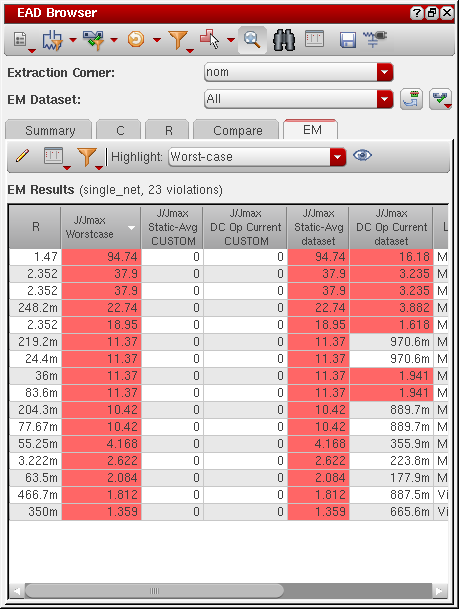 EAD Browser
Extraction Corner: nom
EM Dataset: All
Summary C R Compare EM
Highlight: Worst-case
EM Results (single_net, 23 violations)
R J/Jmax Worstcase J/Jmax Static-Avg CUSTOM J/Jmax DC Op Current CUSTOM J/Jmax Static-Avg dataset J/Jmax DC Op Current dataset L
1.47 94.74 0 0 94.74 16.18 M
2.352 37.9 0 0 37.9 3.235 M
2.352 37.9 0 0 37.9 3.235 M
248.2m 22.74 0 0 22.74 3.882 M
2.352 18.95 0 0 18.95 1.618 M
219.2m 11.37 0 0 11.37 970.6m M
24.4m 11.37 0 0 11.37 970.6m M
36m 11.37 0 0 11.37 1.941 M
83.6m 11.37 0 0 11.37 1.941 M
204.3m 10.42 0 0 10.42 889.7m M
77.67m 10.42 0 0 10.42 889.7m M
55.25m 4.168 0 0 4.168 355.9m M
3.222m 2.622 0 0 2.622 223.8m M
63.5m 2.084 0 0 2.084 177.9m M
466.7m 1.812 0 0 1.812 887.5m Vi
350m 1.359 0 0 1.359 665.6m Vi